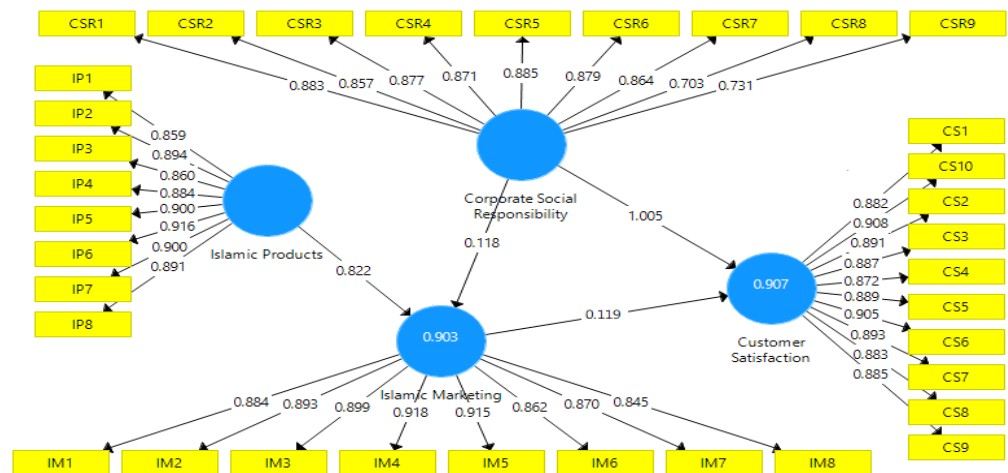 CSR1 CSR2 CSR3 CSR4 CSR5 CSR6 CSR7 CSR8 CSR9
0.883 0.857 0.877 0.871 0.885 0.879 0.864 0.703 0.731
IP1
IP2
IP3
IP4
IP5
IP6
IP7
IP8
0.859
0.894
0.860
0.884
0.900
0.916
0.900
0.891
Islamic Products
Corporate Social
Responsibility
0.118
1.005
0.822
0.119
0.903
Islamic Marketing
0.907
Customer
Satisfaction
CS1
CS10
CS2
CS3
CS4
CS5
CS6
CS7
CS8
CS9
0.882
0.908
0.891
0.887
0.872
0.889
0.905
0.893
0.883
0.885
0.884 0.893 0.899 0.918 0.915 0.862 0.870 0.845
IM1 IM2 IM3 IM4 IM5 IM6 IM7 IM8